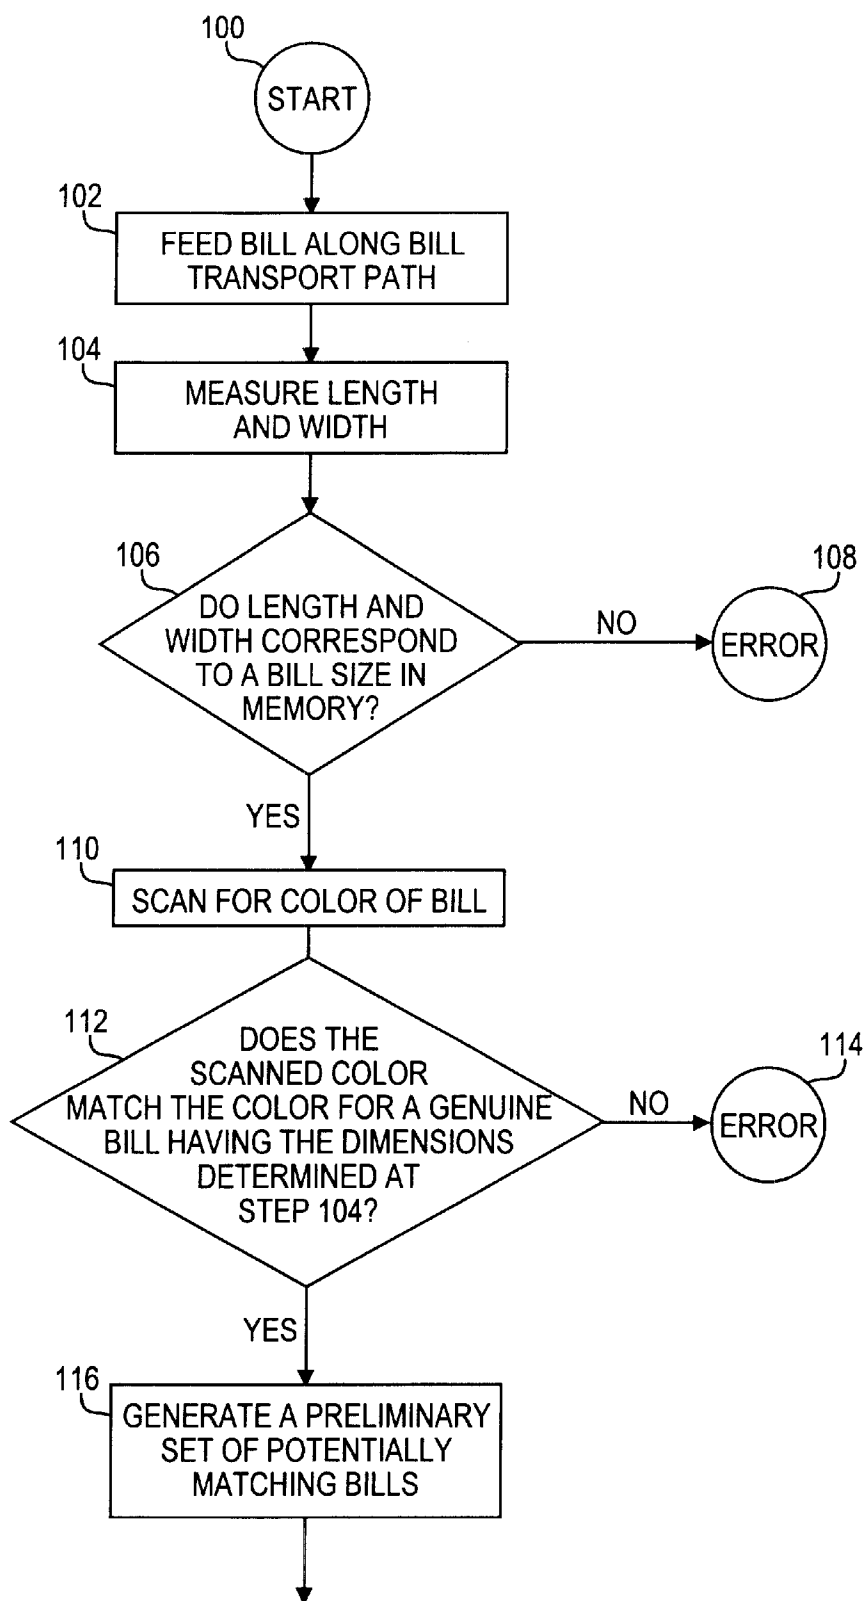 100
START
102
FEED BILL ALONG BILL
TRANSPORT PATH
104
MEASURE LENGTH
AND WIDTH
106
DO LENGTH AND
WIDTH CORRESPOND
TO A BILL SIZE IN
MEMORY?
NO
108
ERROR
YES
110
SCAN FOR COLOR OF BILL
112
DOES THE
SCANNED COLOR
MATCH THE COLOR FOR A GENUINE
BILL HAVING THE DIMENSIONS
DETERMINED AT
STEP 104?
NO
114
ERROR
YES
116
GENERATE A PRELIMINARY
SET OF POTENTIALLY
MATCHING BILLS